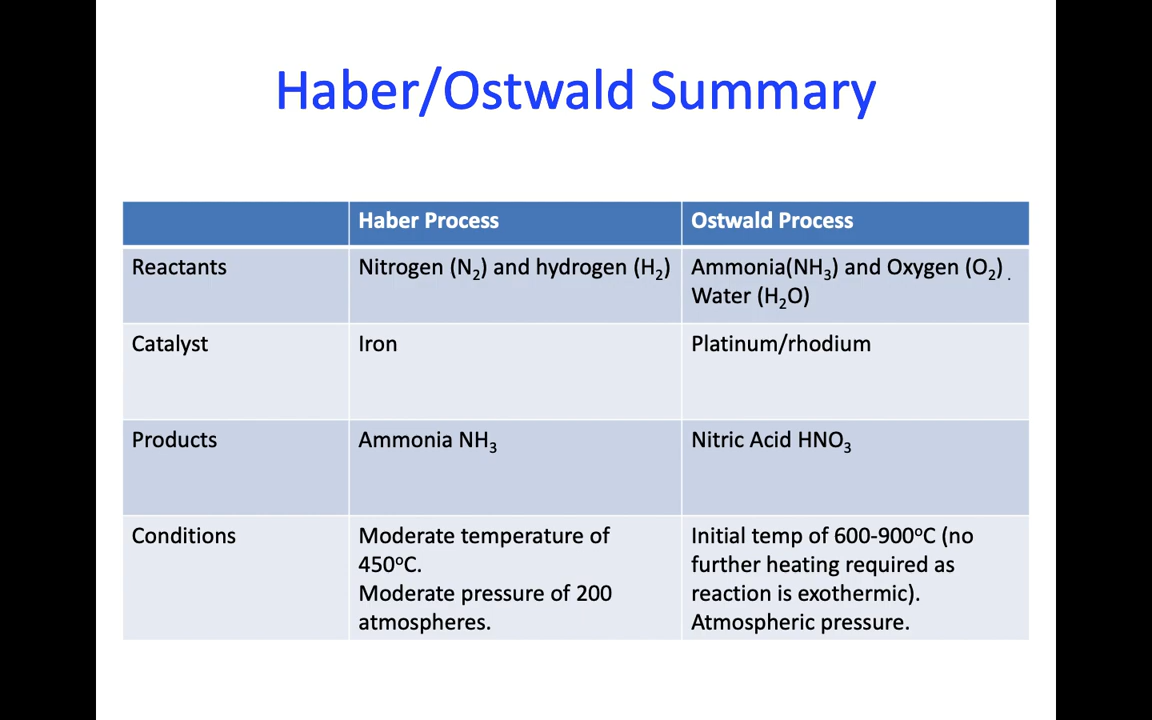 Haber/Ostwald Summary
Haber Process
Ostwald Process
Reactants
Nitrogen (N₂) and hydrogen (H₂)
Ammonia(NH₃) and Oxygen (O₂) .
Water (H₂O)
Catalyst
Iron
Platinum/rhodium
Products
Ammonia NH₃
Nitric Acid HNO₃
Conditions
Moderate temperature of
450ᵒC.
Moderate pressure of 200
atmospheres.
Initial temp of 600-900ᵒC (no
further heating required as
reaction is exothermic).
Atmospheric pressure.